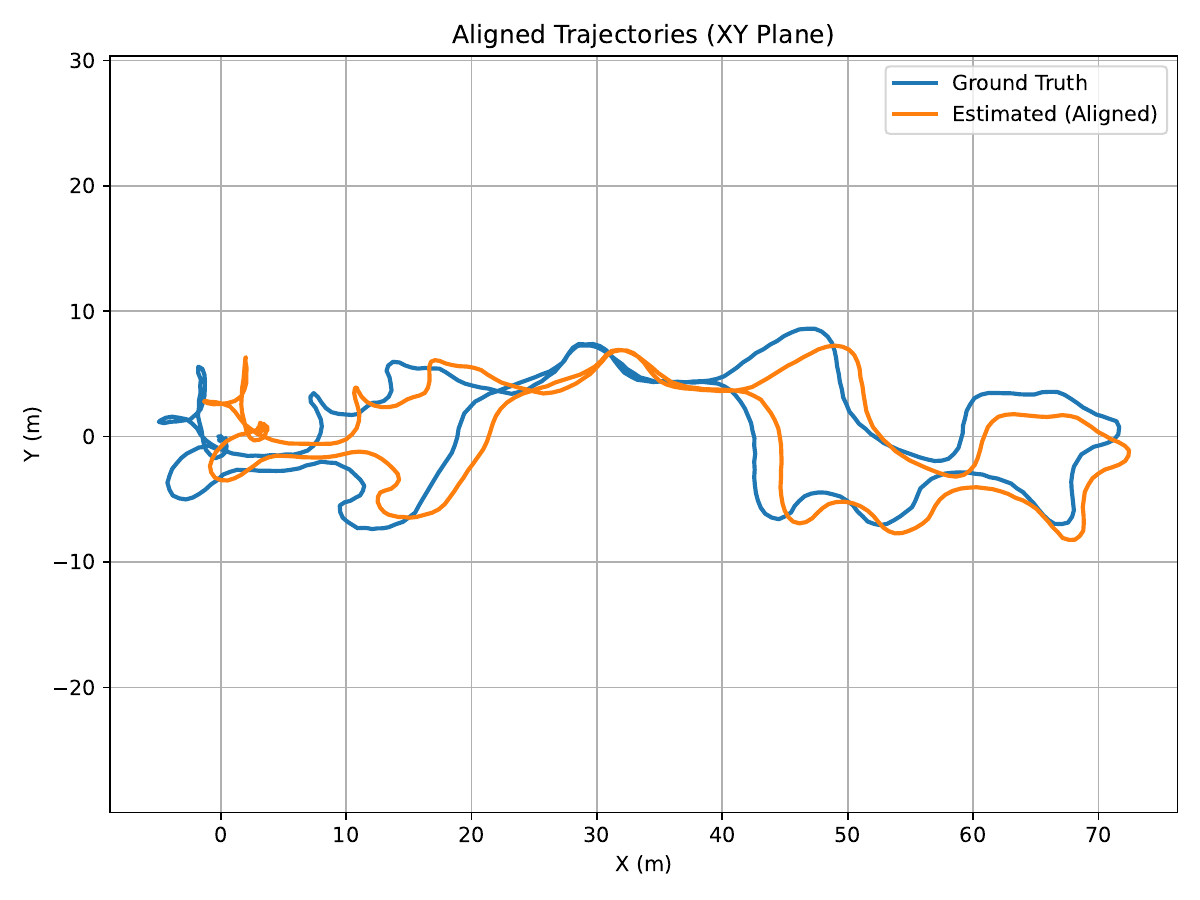 Aligned Trajectories (XY Plane)
Ground Truth
Estimated (Aligned)
30
20
10
0
−10
−20
Y (m)
0 10 20 30 40 50 60 70
X (m)